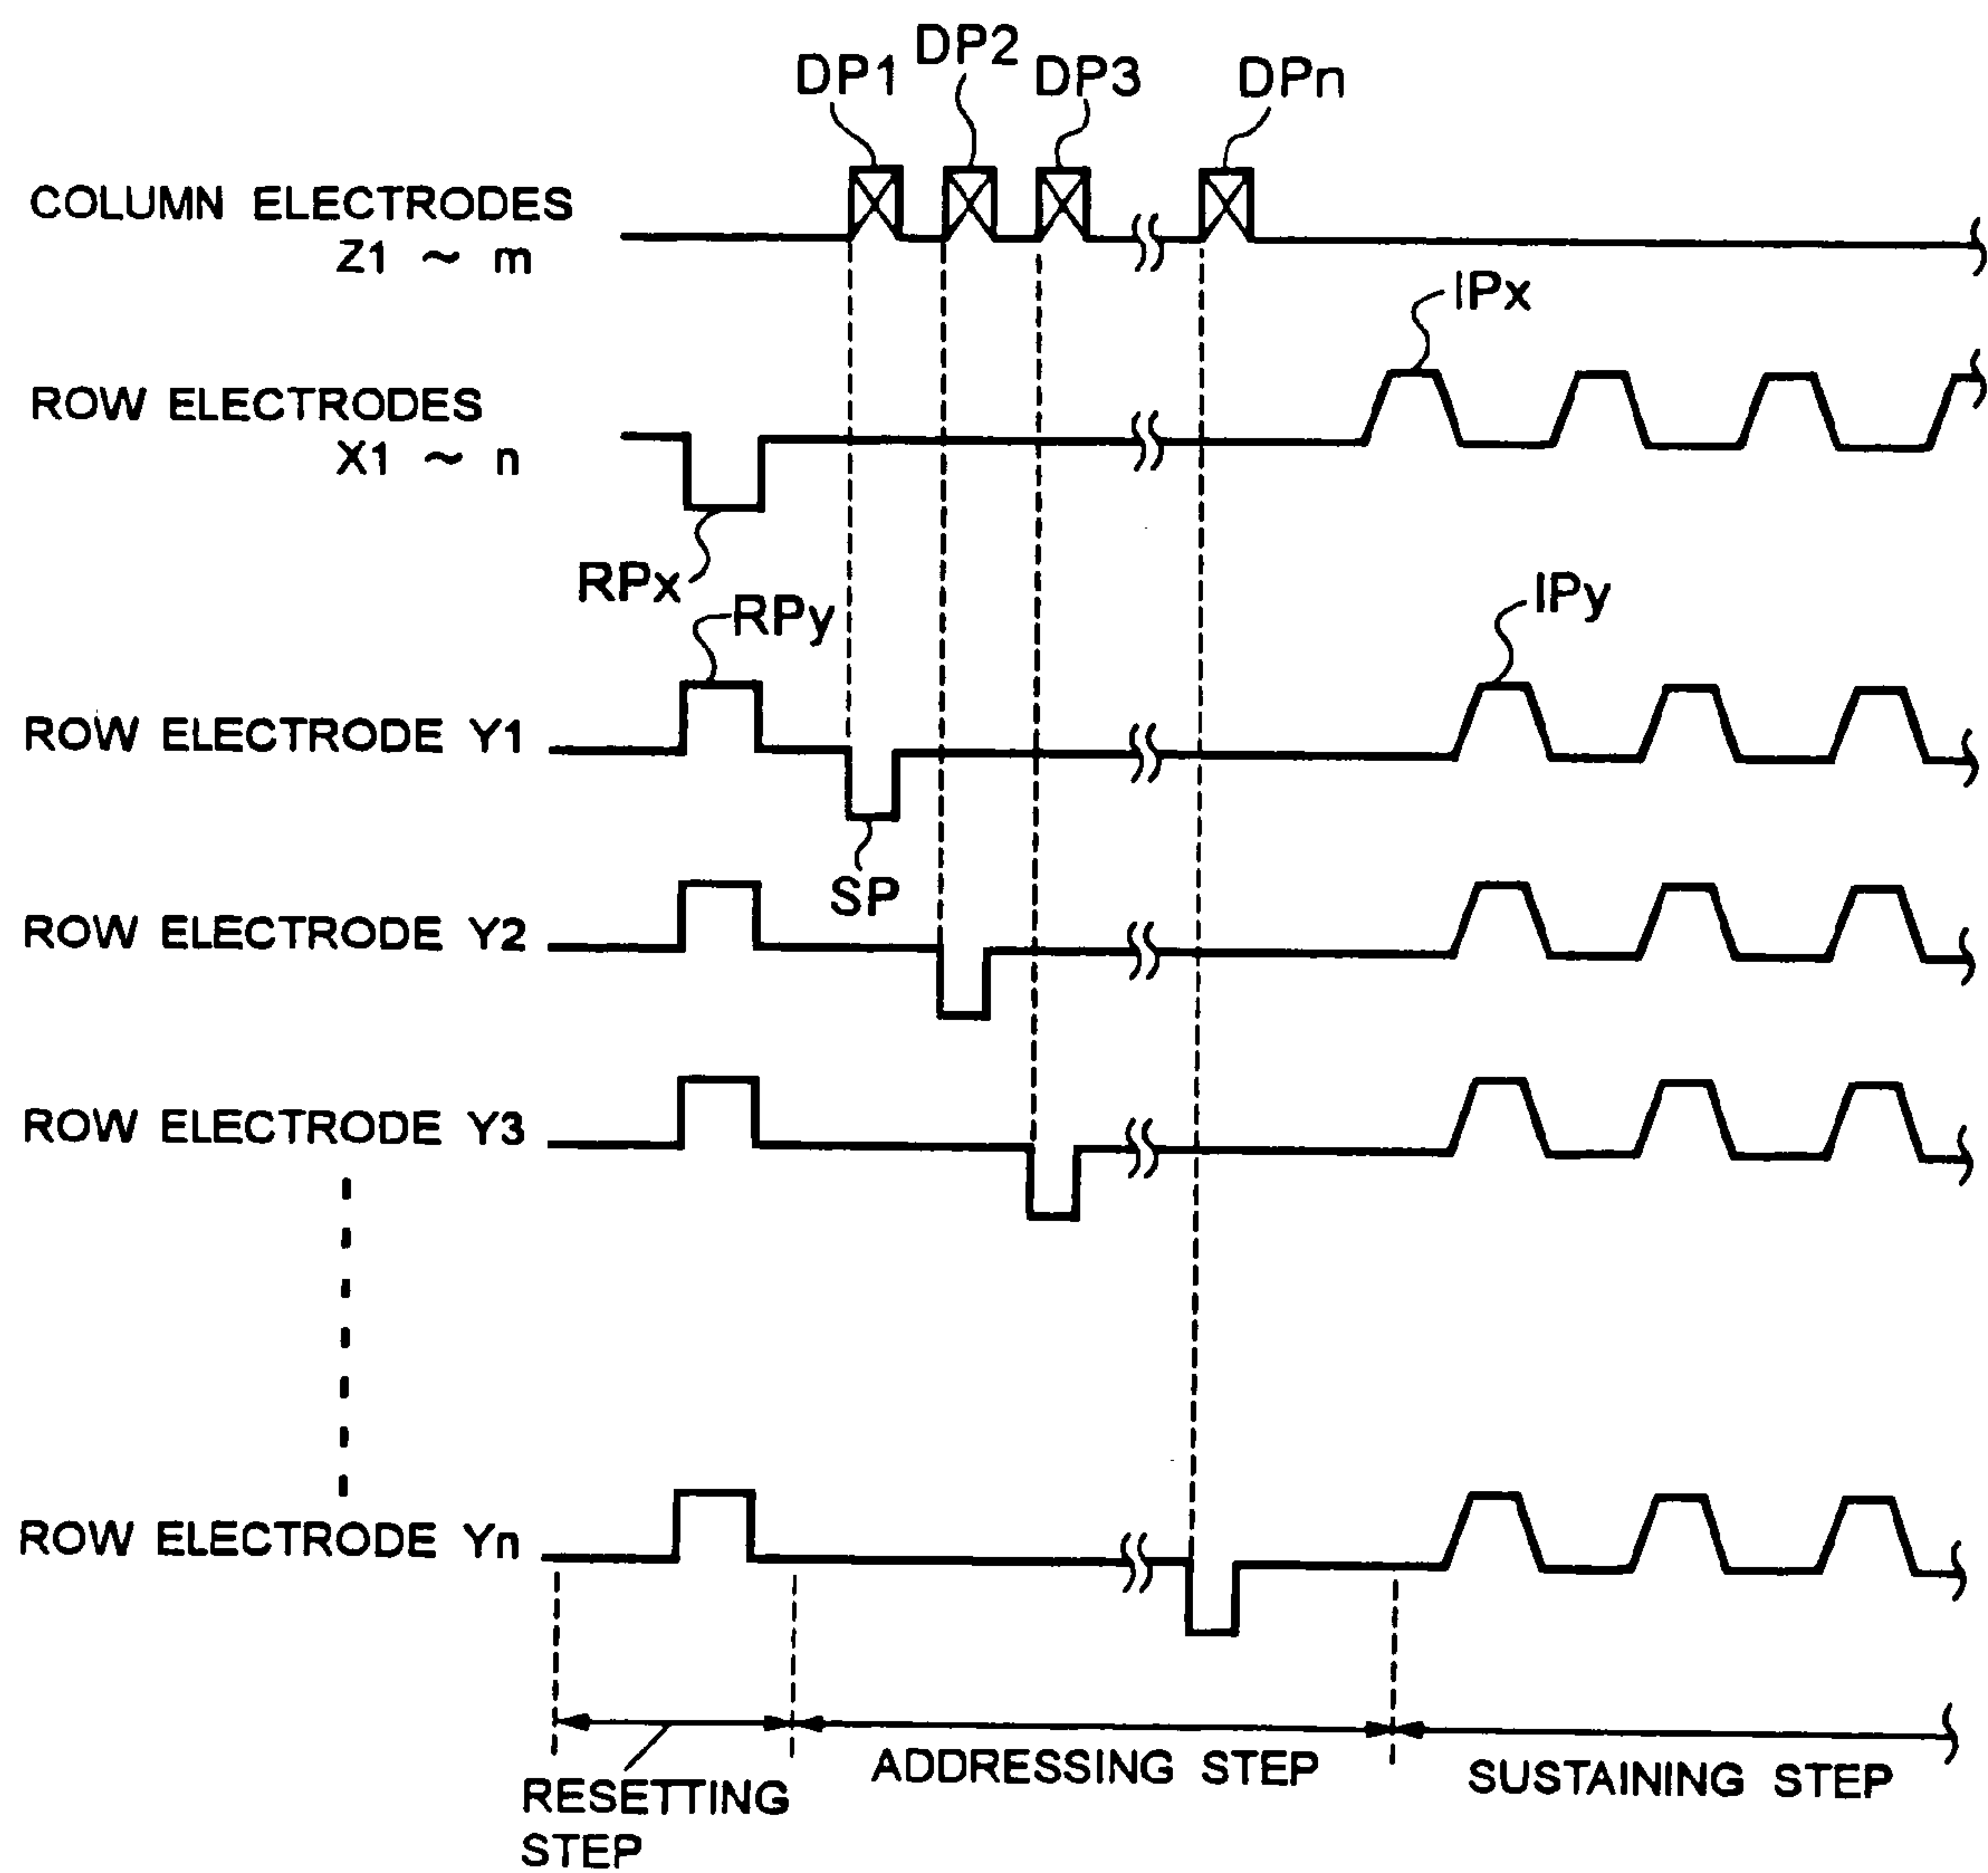 DP1
DP2
DP3
DPn
COLUMN ELECTRODES
Z1 ~ m
IPx
ROW ELECTRODES
X1 ~ n
RPx
RPy
IPy
ROW ELECTRODE Y1
SP
ROW ELECTRODE Y2
ROW ELECTRODE Y3
ROW ELECTRODE Yn
RESETTING
STEP
ADDRESSING STEP
SUSTAINING STEP